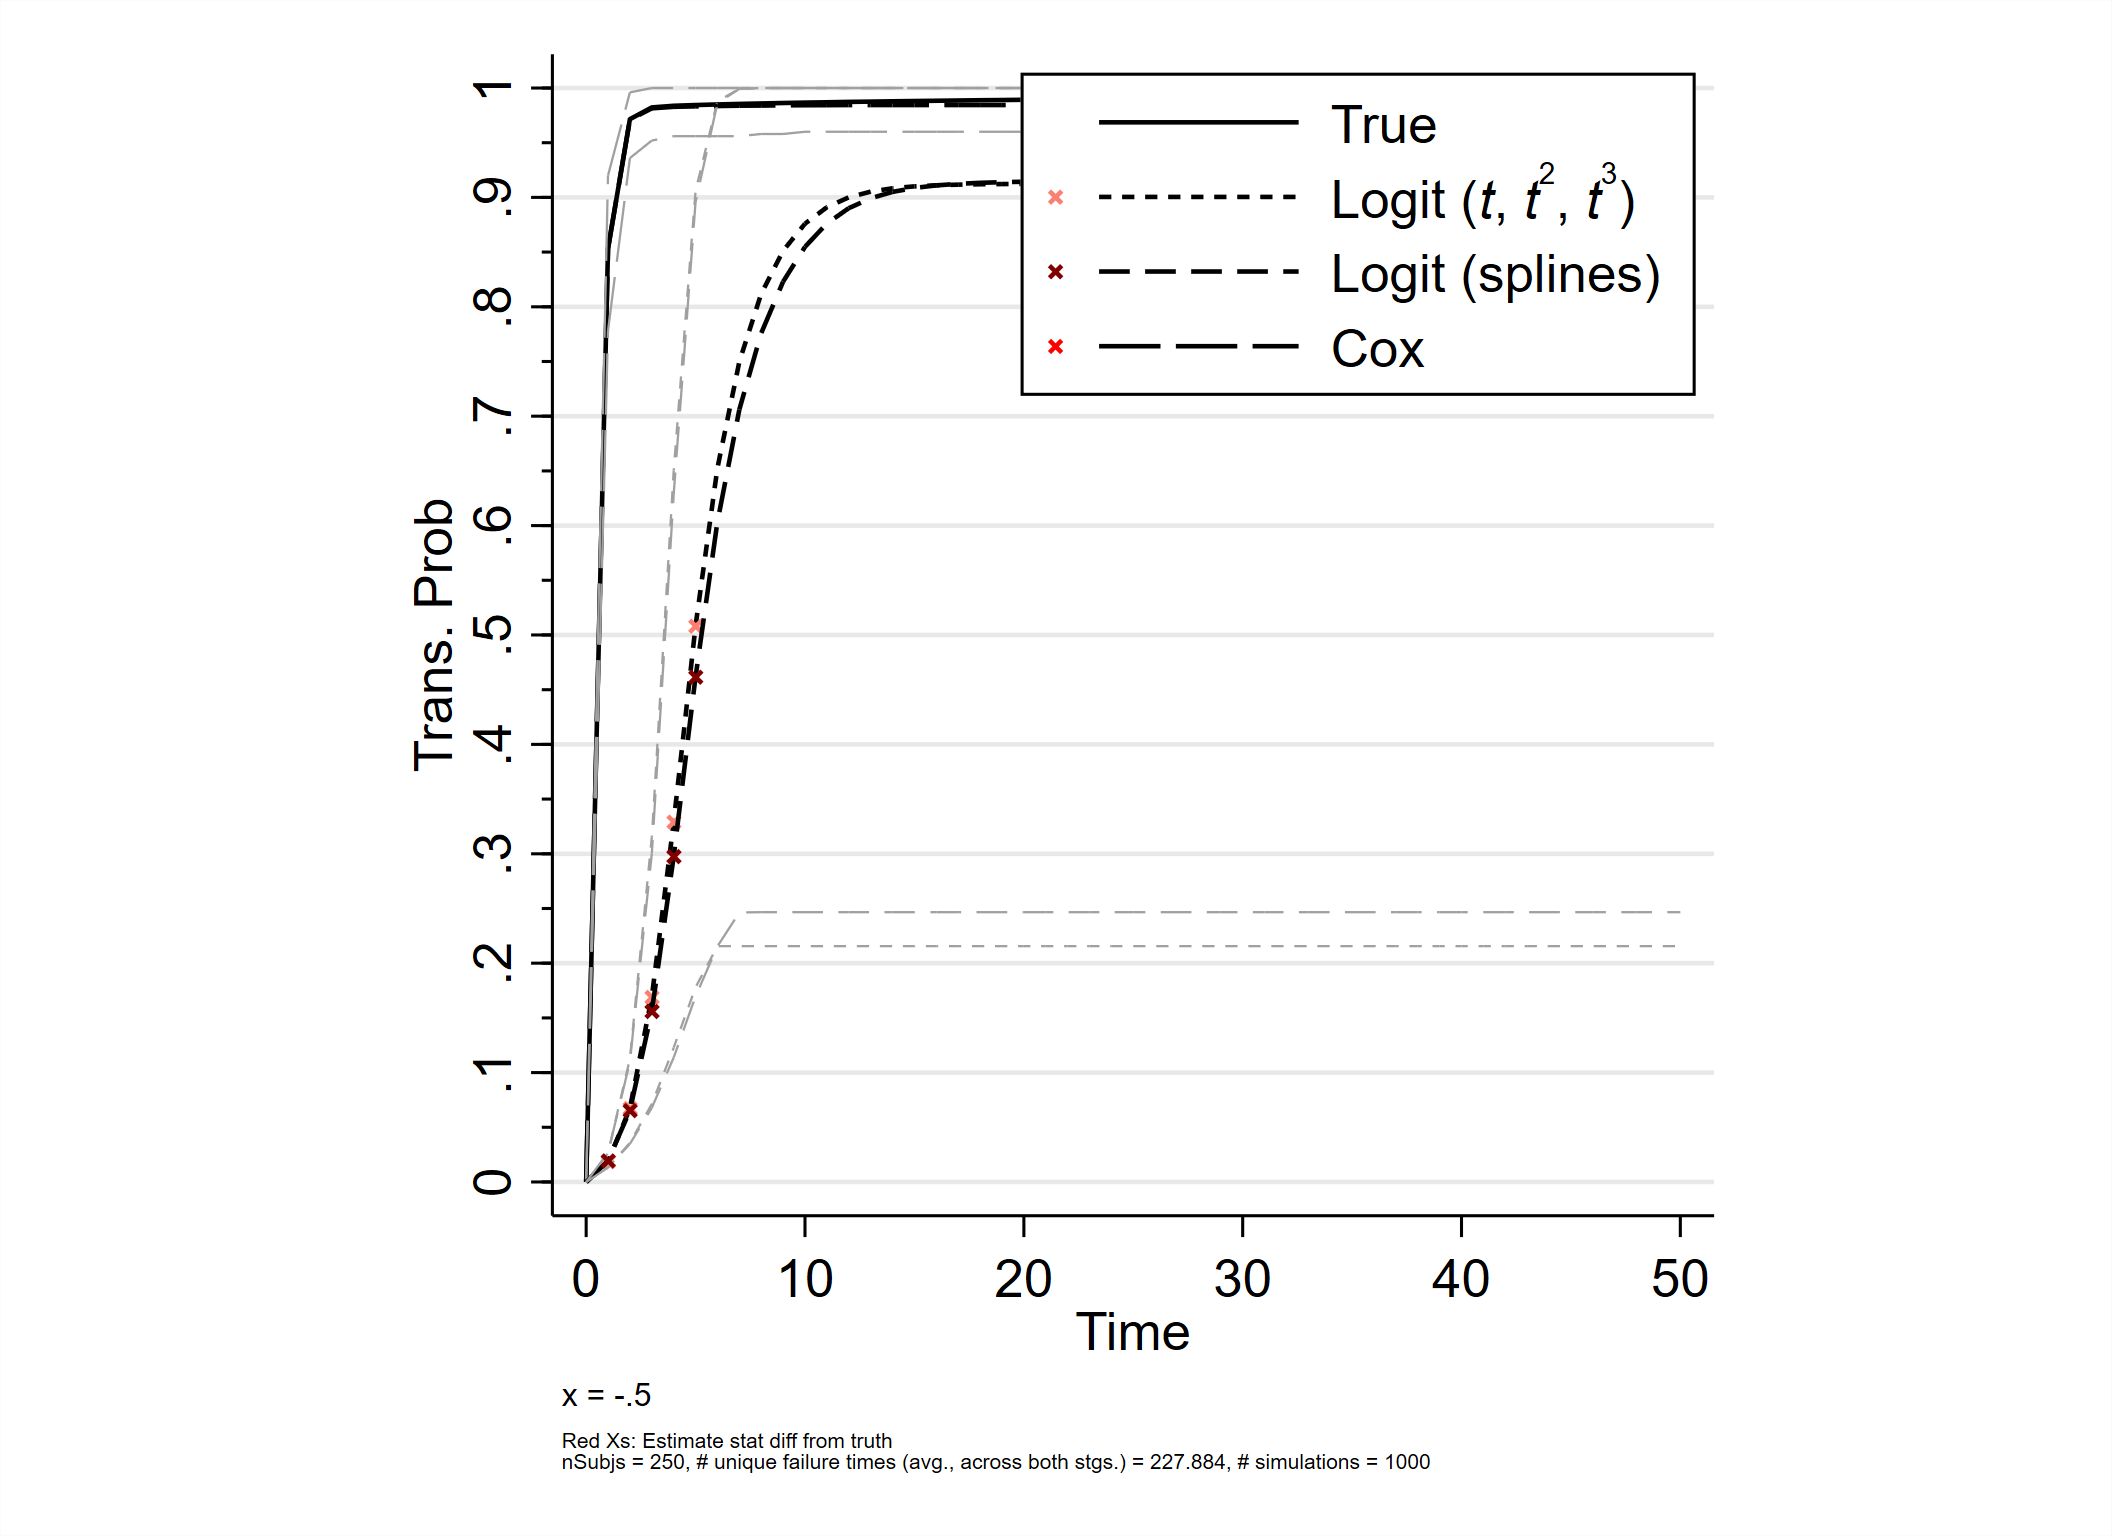 True
Logit (t, t², t³)
Logit (splines)
Cox
Trans. Prob
1
.9
.8
.7
.6
.5
.4
.3
.2
.1
0
0 10 20 30 40 50
Time
x = -.5
Red Xs: Estimate stat diff from truth
nSubjs = 250, # unique failure times (avg., across both stgs.) = 227.884, # simulations = 1000